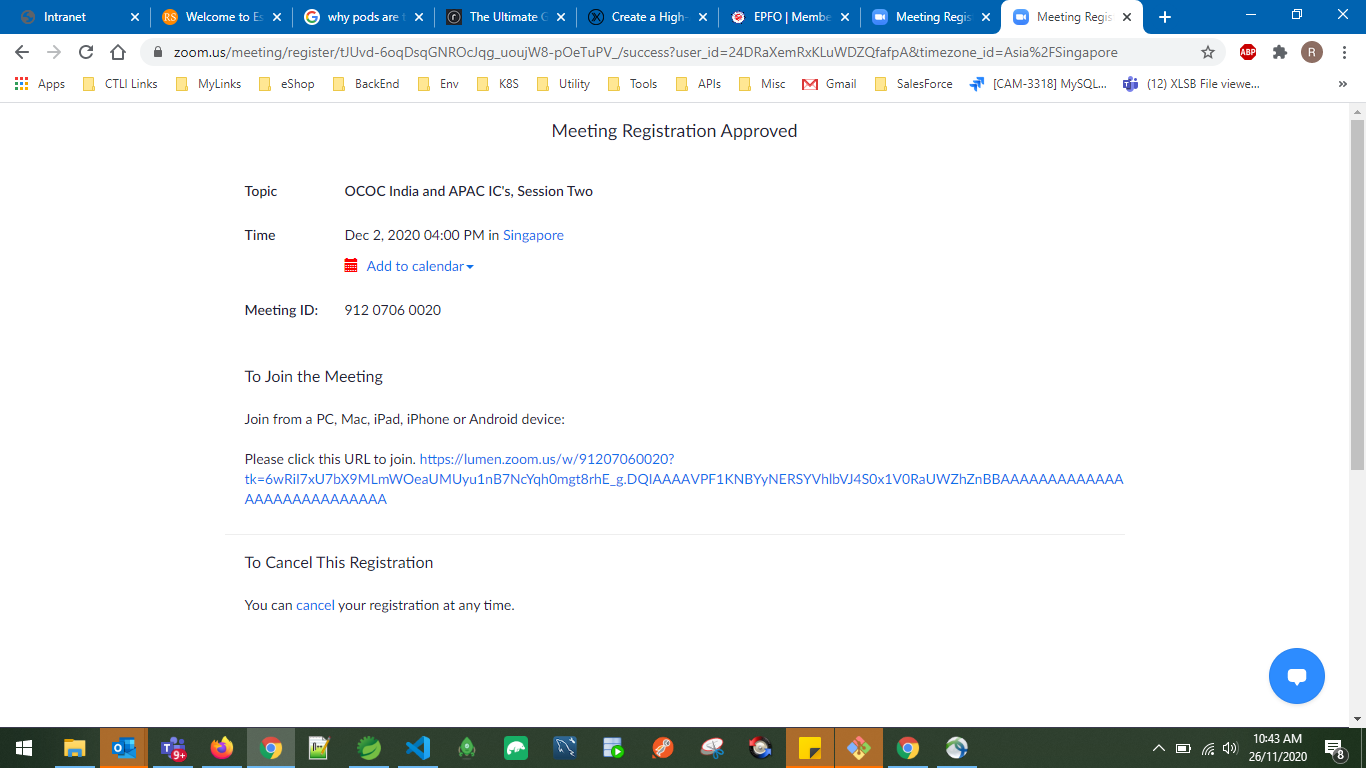 Intranet
Welcome to Es
why pods are t
The Ultimate G
Create a High-
EPFO | Membe
Meeting Regis
Meeting Regis
zoom.us/meeting/register/tJUvd-6oqDsqGNROcJqg_uoujW8-pOeTuPV_/success?user_id=24DRaXemRxKLuWDZQfafpA&timezone_id=Asia%2FSingapore
ABP
R
Apps
CTLI Links
MyLinks
eShop
BackEnd
Env
K8S
Utility
Tools
APIs
Misc
Gmail
SalesForce
[CAM-3318] MySQL...
(12) XLSB File viewe...
Meeting Registration Approved
Topic
OCOC India and APAC IC's, Session Two
Time
Dec 2, 2020 04:00 PM in Singapore
Add to calendar
Meeting ID:
912 0706 0020
To Join the Meeting
Join from a PC, Mac, iPad, iPhone or Android device:
Please click this URL to join. https://lumen.zoom.us/w/91207060020?
tk=6wRiI7xU7bX9MLmWOeaUMUyu1nB7NcYqh0mgt8rhE_g.DQIAAAAVPF1KNBYyNERSYVhlbVJ4S0x1V0RaUWZhZnBBAAAAAAAAAAAAA
AAAAAAAAAAAAAAA
To Cancel This Registration
You can cancel your registration at any time.
9+
10:43 AM
26/11/2020
8